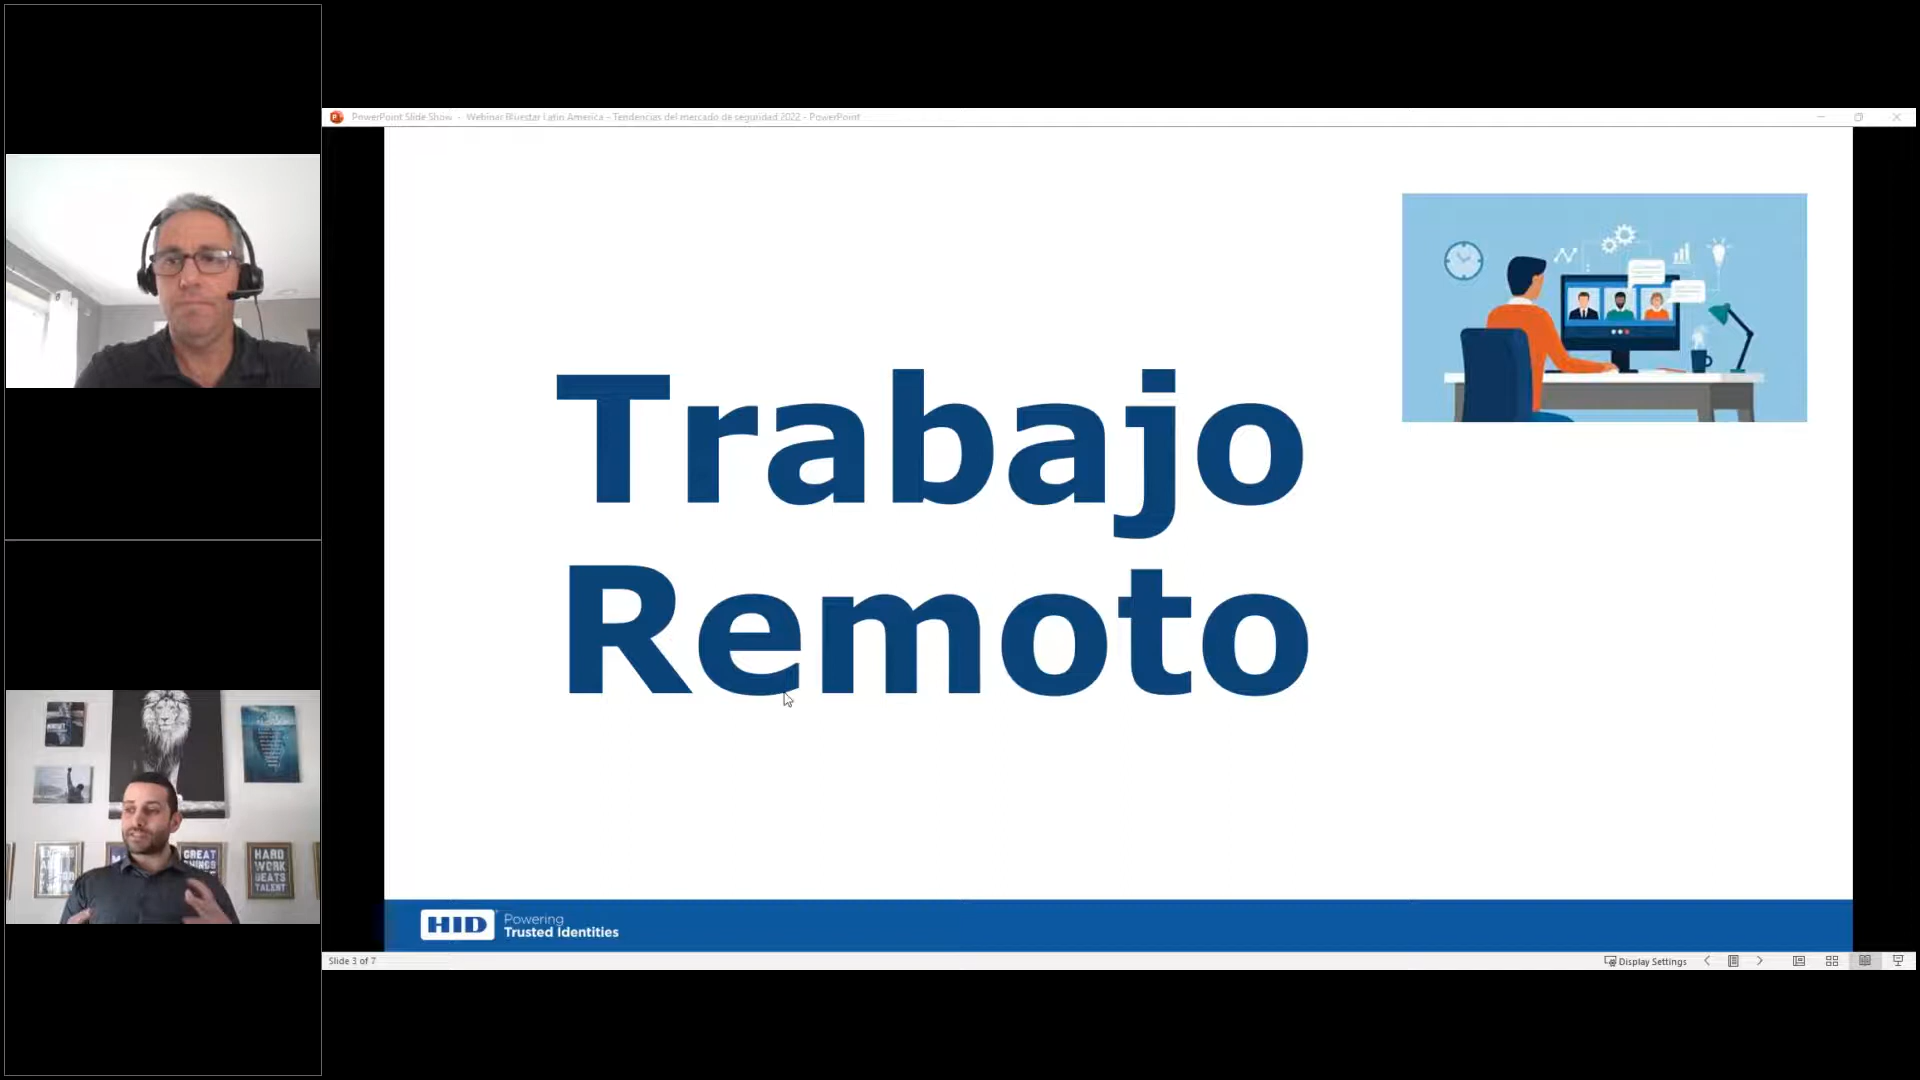 PowerPoint Slide Show - Webinar Bluestar Latin America - Tendencias del mercado de seguridad 2022 - PowerPoint
Trabajo
Remoto
GREAT
HARD
WORK
BEATS
TALENT
HID Powering
Trusted Identities
Slide 3 of 7
Display Settings